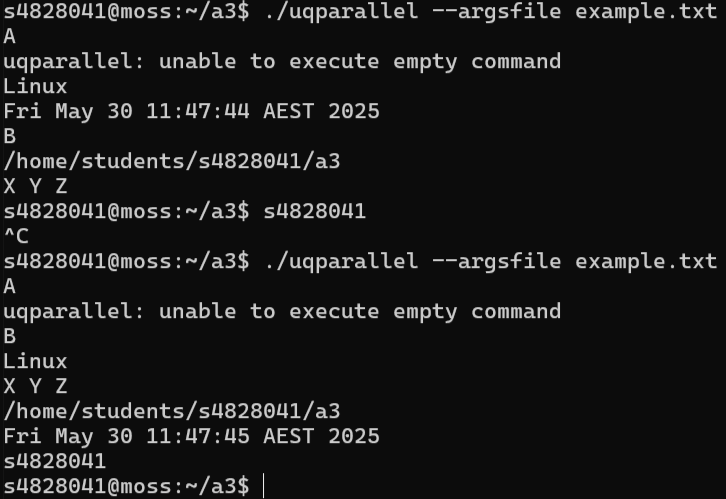 s4828041@moss:~/a3$ ./uqparallel --argsfile example.txt
A
uqparallel: unable to execute empty command
Linux
Fri May 30 11:47:44 AEST 2025
B
/home/students/s4828041/a3
X Y Z
s4828041@moss:~/a3$ s4828041
^C
s4828041@moss:~/a3$ ./uqparallel --argsfile example.txt
A
uqparallel: unable to execute empty command
B
Linux
X Y Z
/home/students/s4828041/a3
Fri May 30 11:47:45 AEST 2025
s4828041
s4828041@moss:~/a3$